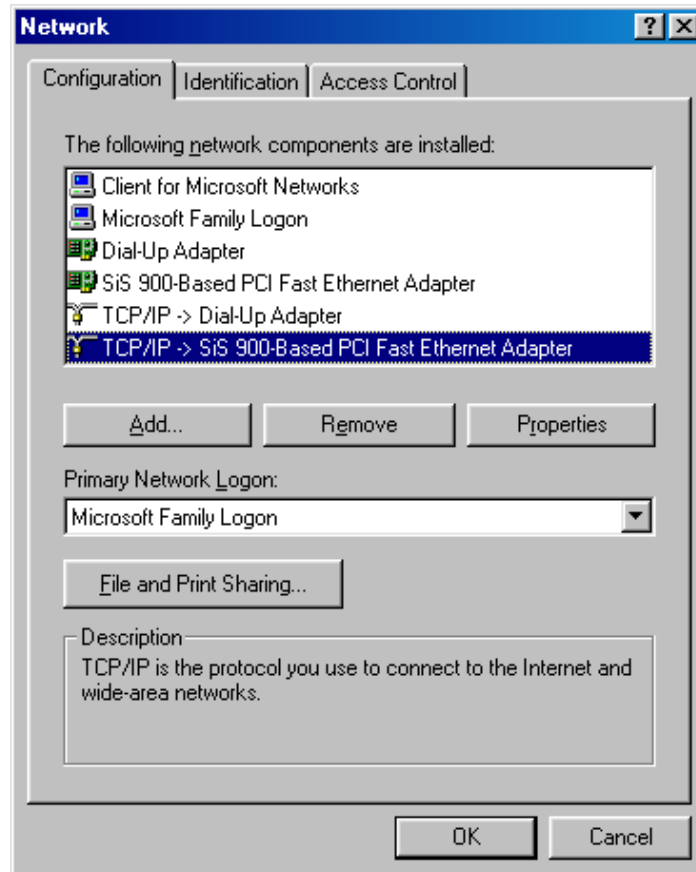 Network
Configuration Identification Access Control
The following network components are installed:
Client for Microsoft Networks
Microsoft Family Logon
Dial-Up Adapter
SiS 900-Based PCI Fast Ethernet Adapter
TCP/IP -> Dial-Up Adapter
TCP/IP -> SiS 900-Based PCI Fast Ethernet Adapter
Add... Remove Properties
Primary Network Logon:
Microsoft Family Logon
File and Print Sharing...
Description
TCP/IP is the protocol you use to connect to the Internet and
wide-area networks.
OK Cancel